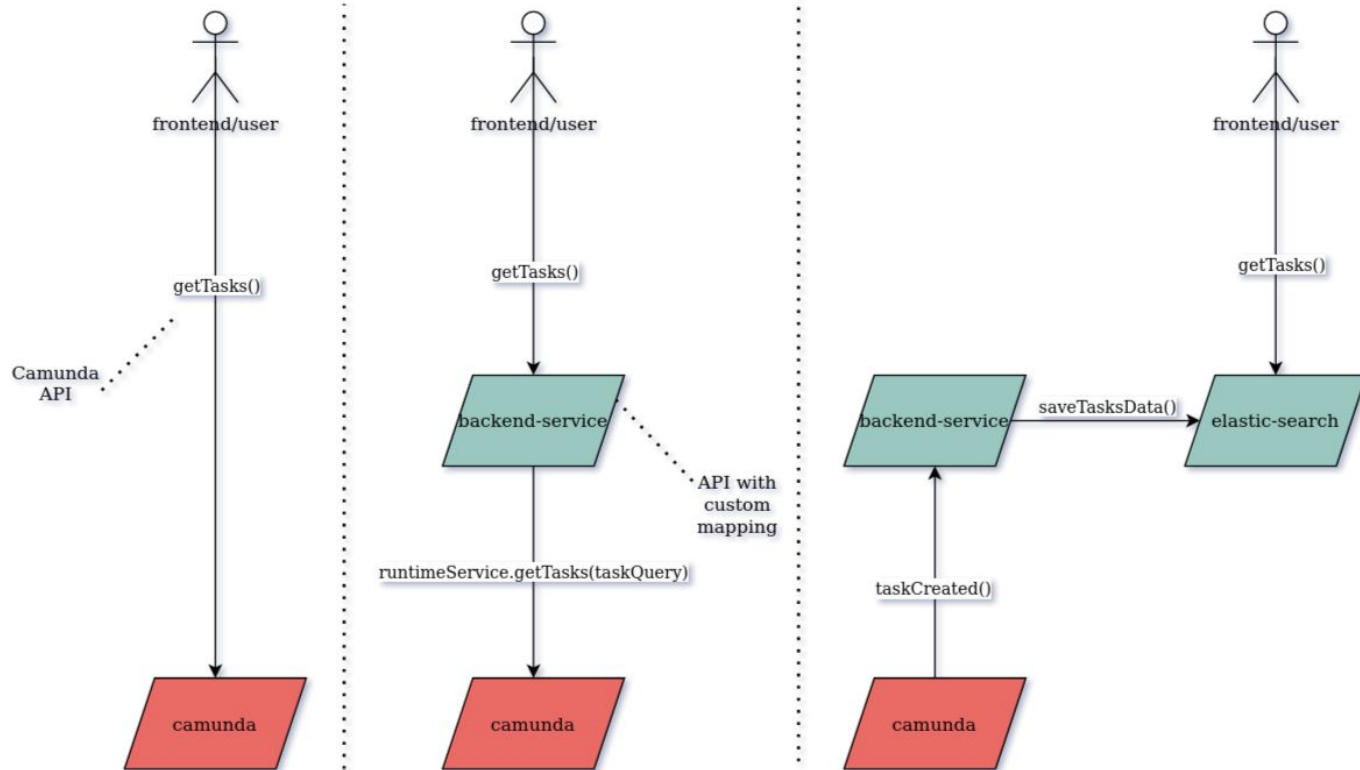 frontend/user
getTasks()
Camunda
API
camunda
frontend/user
getTasks()
backend-service
API with
custom
mapping
runtimeService.getTasks(taskQuery)
camunda
frontend/user
getTasks()
backend-service
saveTasksData()
elastic-search
taskCreated()
camunda